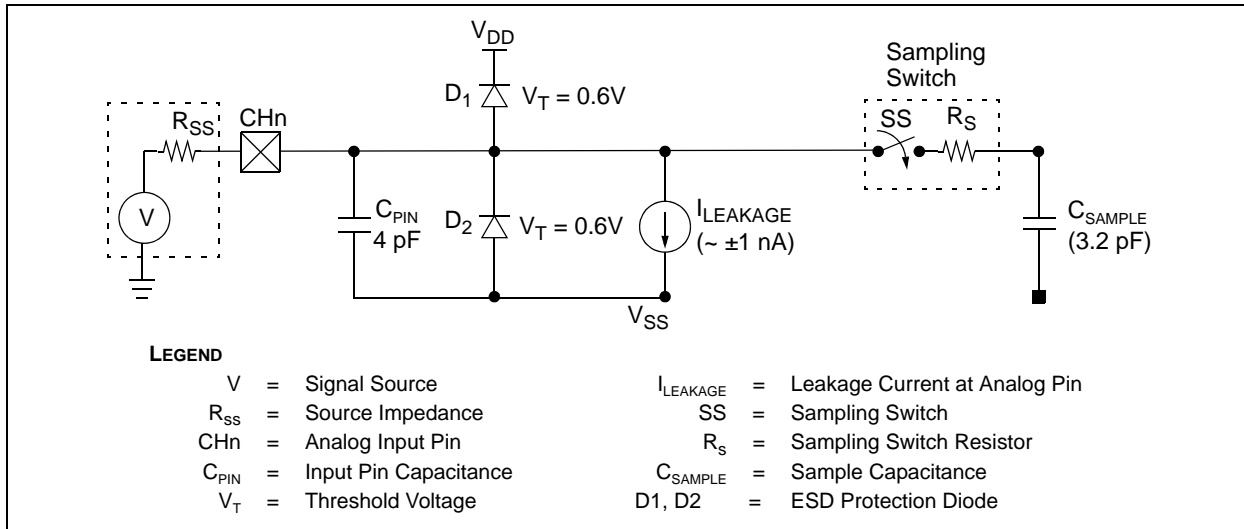 V_DD
Sampling
Switch
D_1
V_T = 0.6V
R_SS
CHn
SS
R_S
V
C_PIN
4 pF
D_2
V_T = 0.6V
I_LEAKAGE
(~ ±1 nA)
C_SAMPLE
(3.2 pF)
V_SS
LEGEND
V = Signal Source
I_LEAKAGE = Leakage Current at Analog Pin
R_SS = Source Impedance
SS = Sampling Switch
CHn = Analog Input Pin
R_S = Sampling Switch Resistor
C_PIN = Input Pin Capacitance
C_SAMPLE = Sample Capacitance
V_T = Threshold Voltage
D1, D2 = ESD Protection Diode